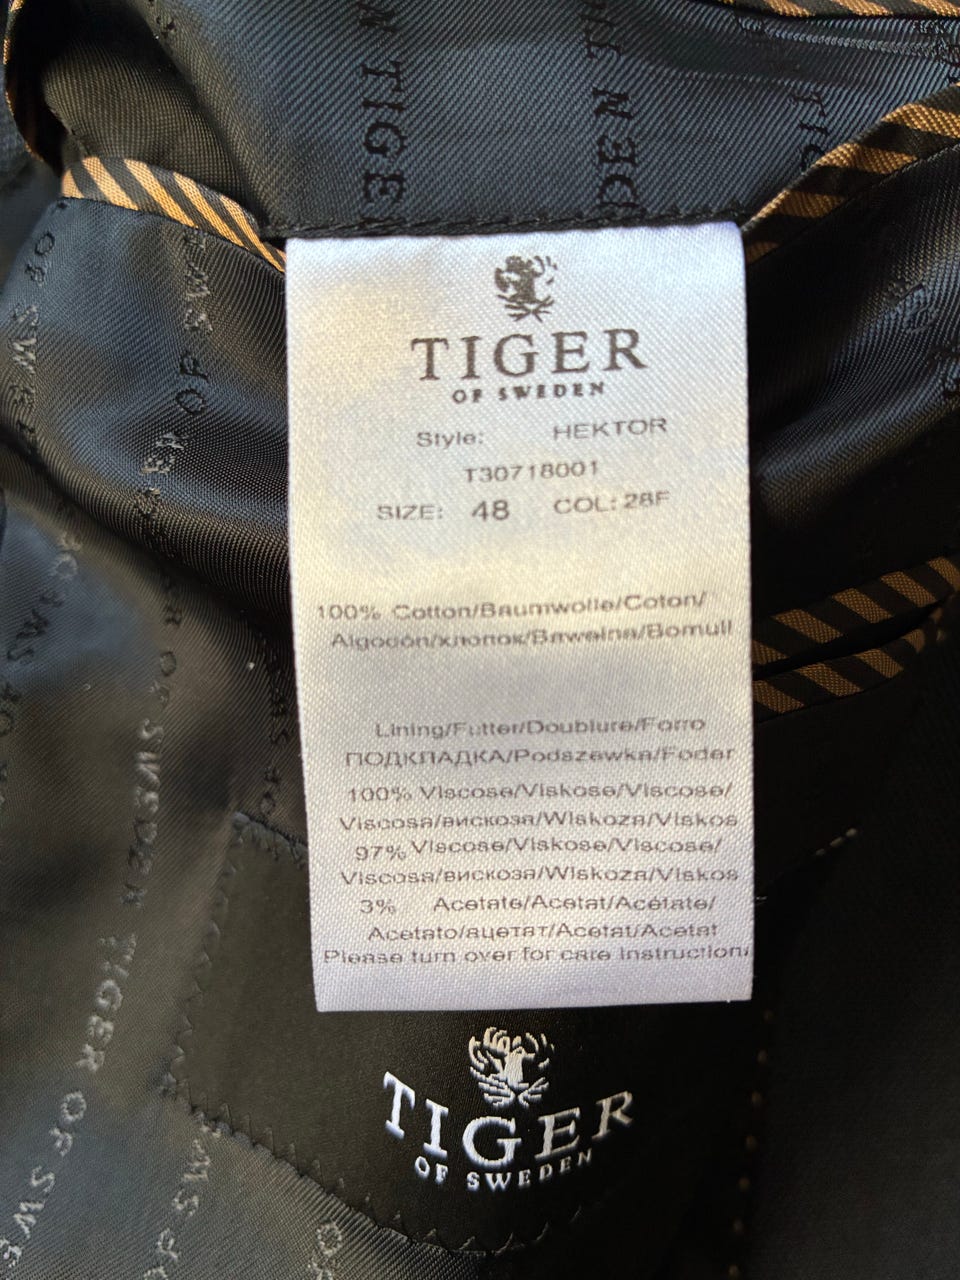 TIGER
OF SWEDEN
Style: HEKTOR
T30718001
SIZE: 48 COL: 28F
100% Cotton/Baumwolle/Coton/
Algodón/хлопок/Bawełna/Bomull
Lining/Futter/Doublure/Forro
ПОДКЛАДКА/Podszewka/Foder
100% Viscose/Viskose/Viscose/
Viscosa/вискоза/Wiskoza/Viskos
97% Viscose/Viskose/Viscose/
Viscosa/вискоза/Wiskoza/Viskos
3% Acetate/Acetat/Acétate/
Acetato/ацетат/Acetat/Acetat
Please turn over for care instruction
TIGER
OF SWEDEN